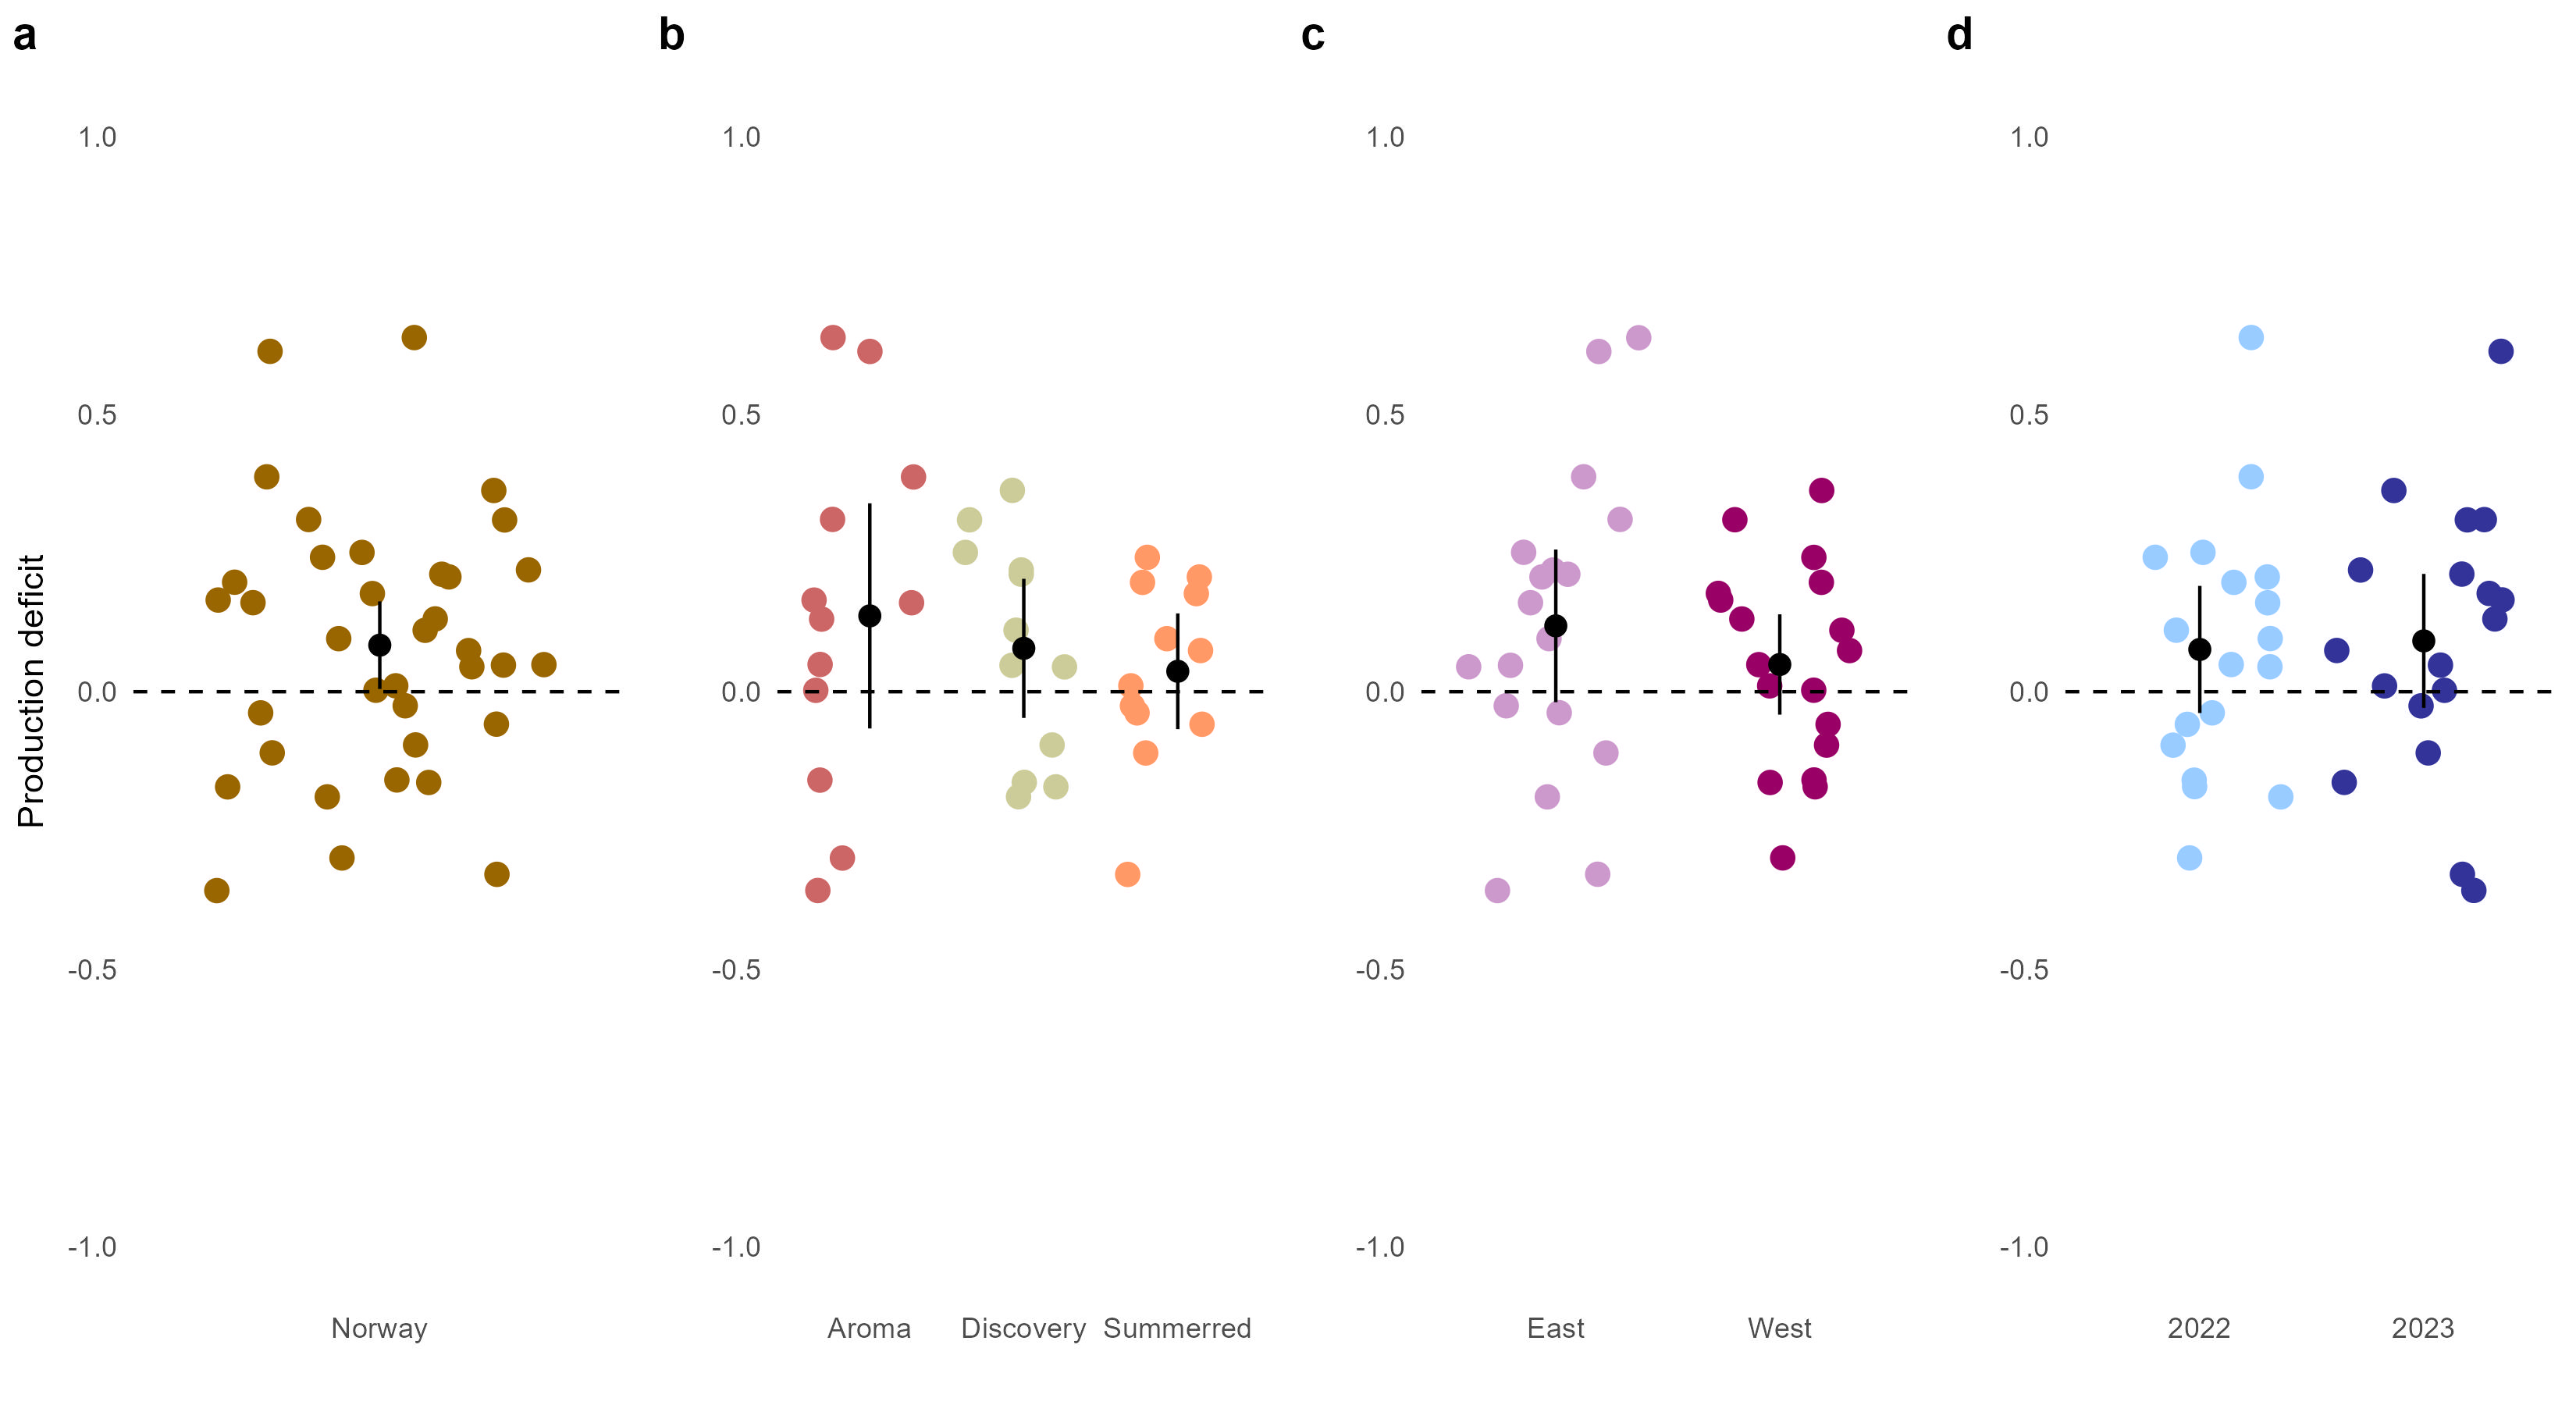 a
b
c
d
Production deficit
1.0
0.5
0.0
-0.5
-1.0
Norway
1.0
0.5
0.0
-0.5
-1.0
Aroma Discovery Summerred
1.0
0.5
0.0
-0.5
-1.0
East West
1.0
0.5
0.0
-0.5
-1.0
2022 2023